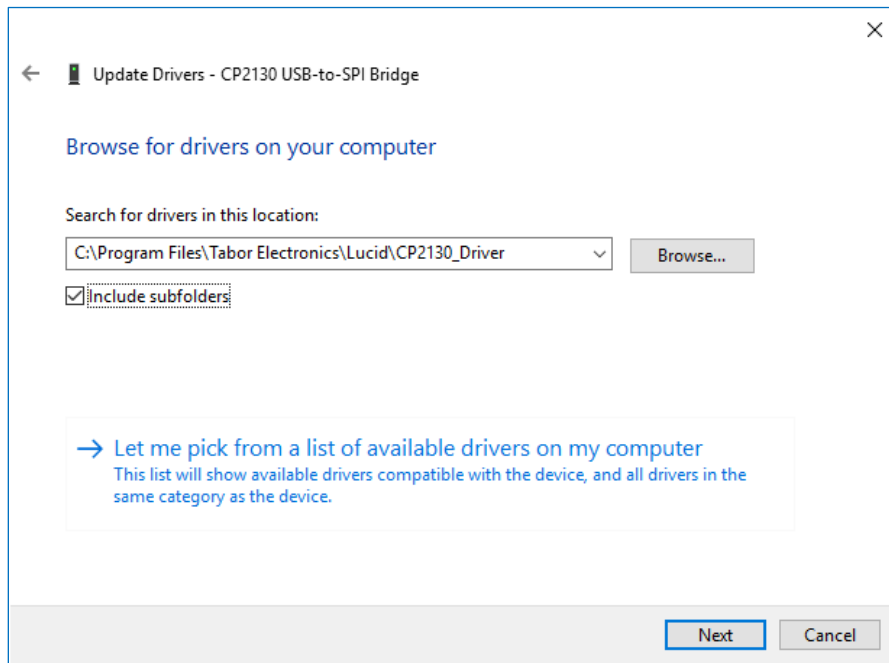 Update Drivers - CP2130 USB-to-SPI Bridge
Browse for drivers on your computer
Search for drivers in this location:
C:\Program Files\Tabor Electronics\Lucid\CP2130_Driver
Browse...
Include subfolders
Let me pick from a list of available drivers on my computer
This list will show available drivers compatible with the device, and all drivers in the
same category as the device.
Next
Cancel